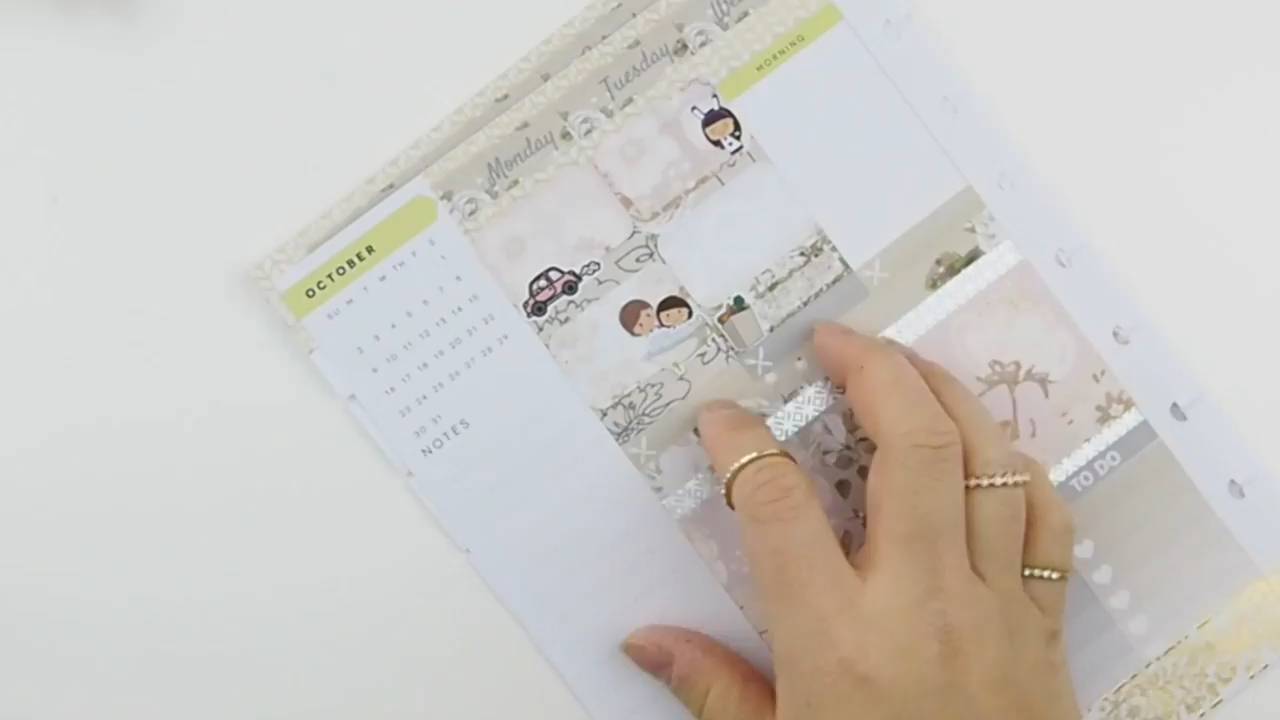 OCTOBER
SU M T W TH F S
1
2 3 4 5 6 7 8
9 10 11 12 13 14 15
16 17 18 19 20 21 22
23 24 25 26 27 28 29
30 31
NOTES
Monday
Tuesday
MORNING
TO DO